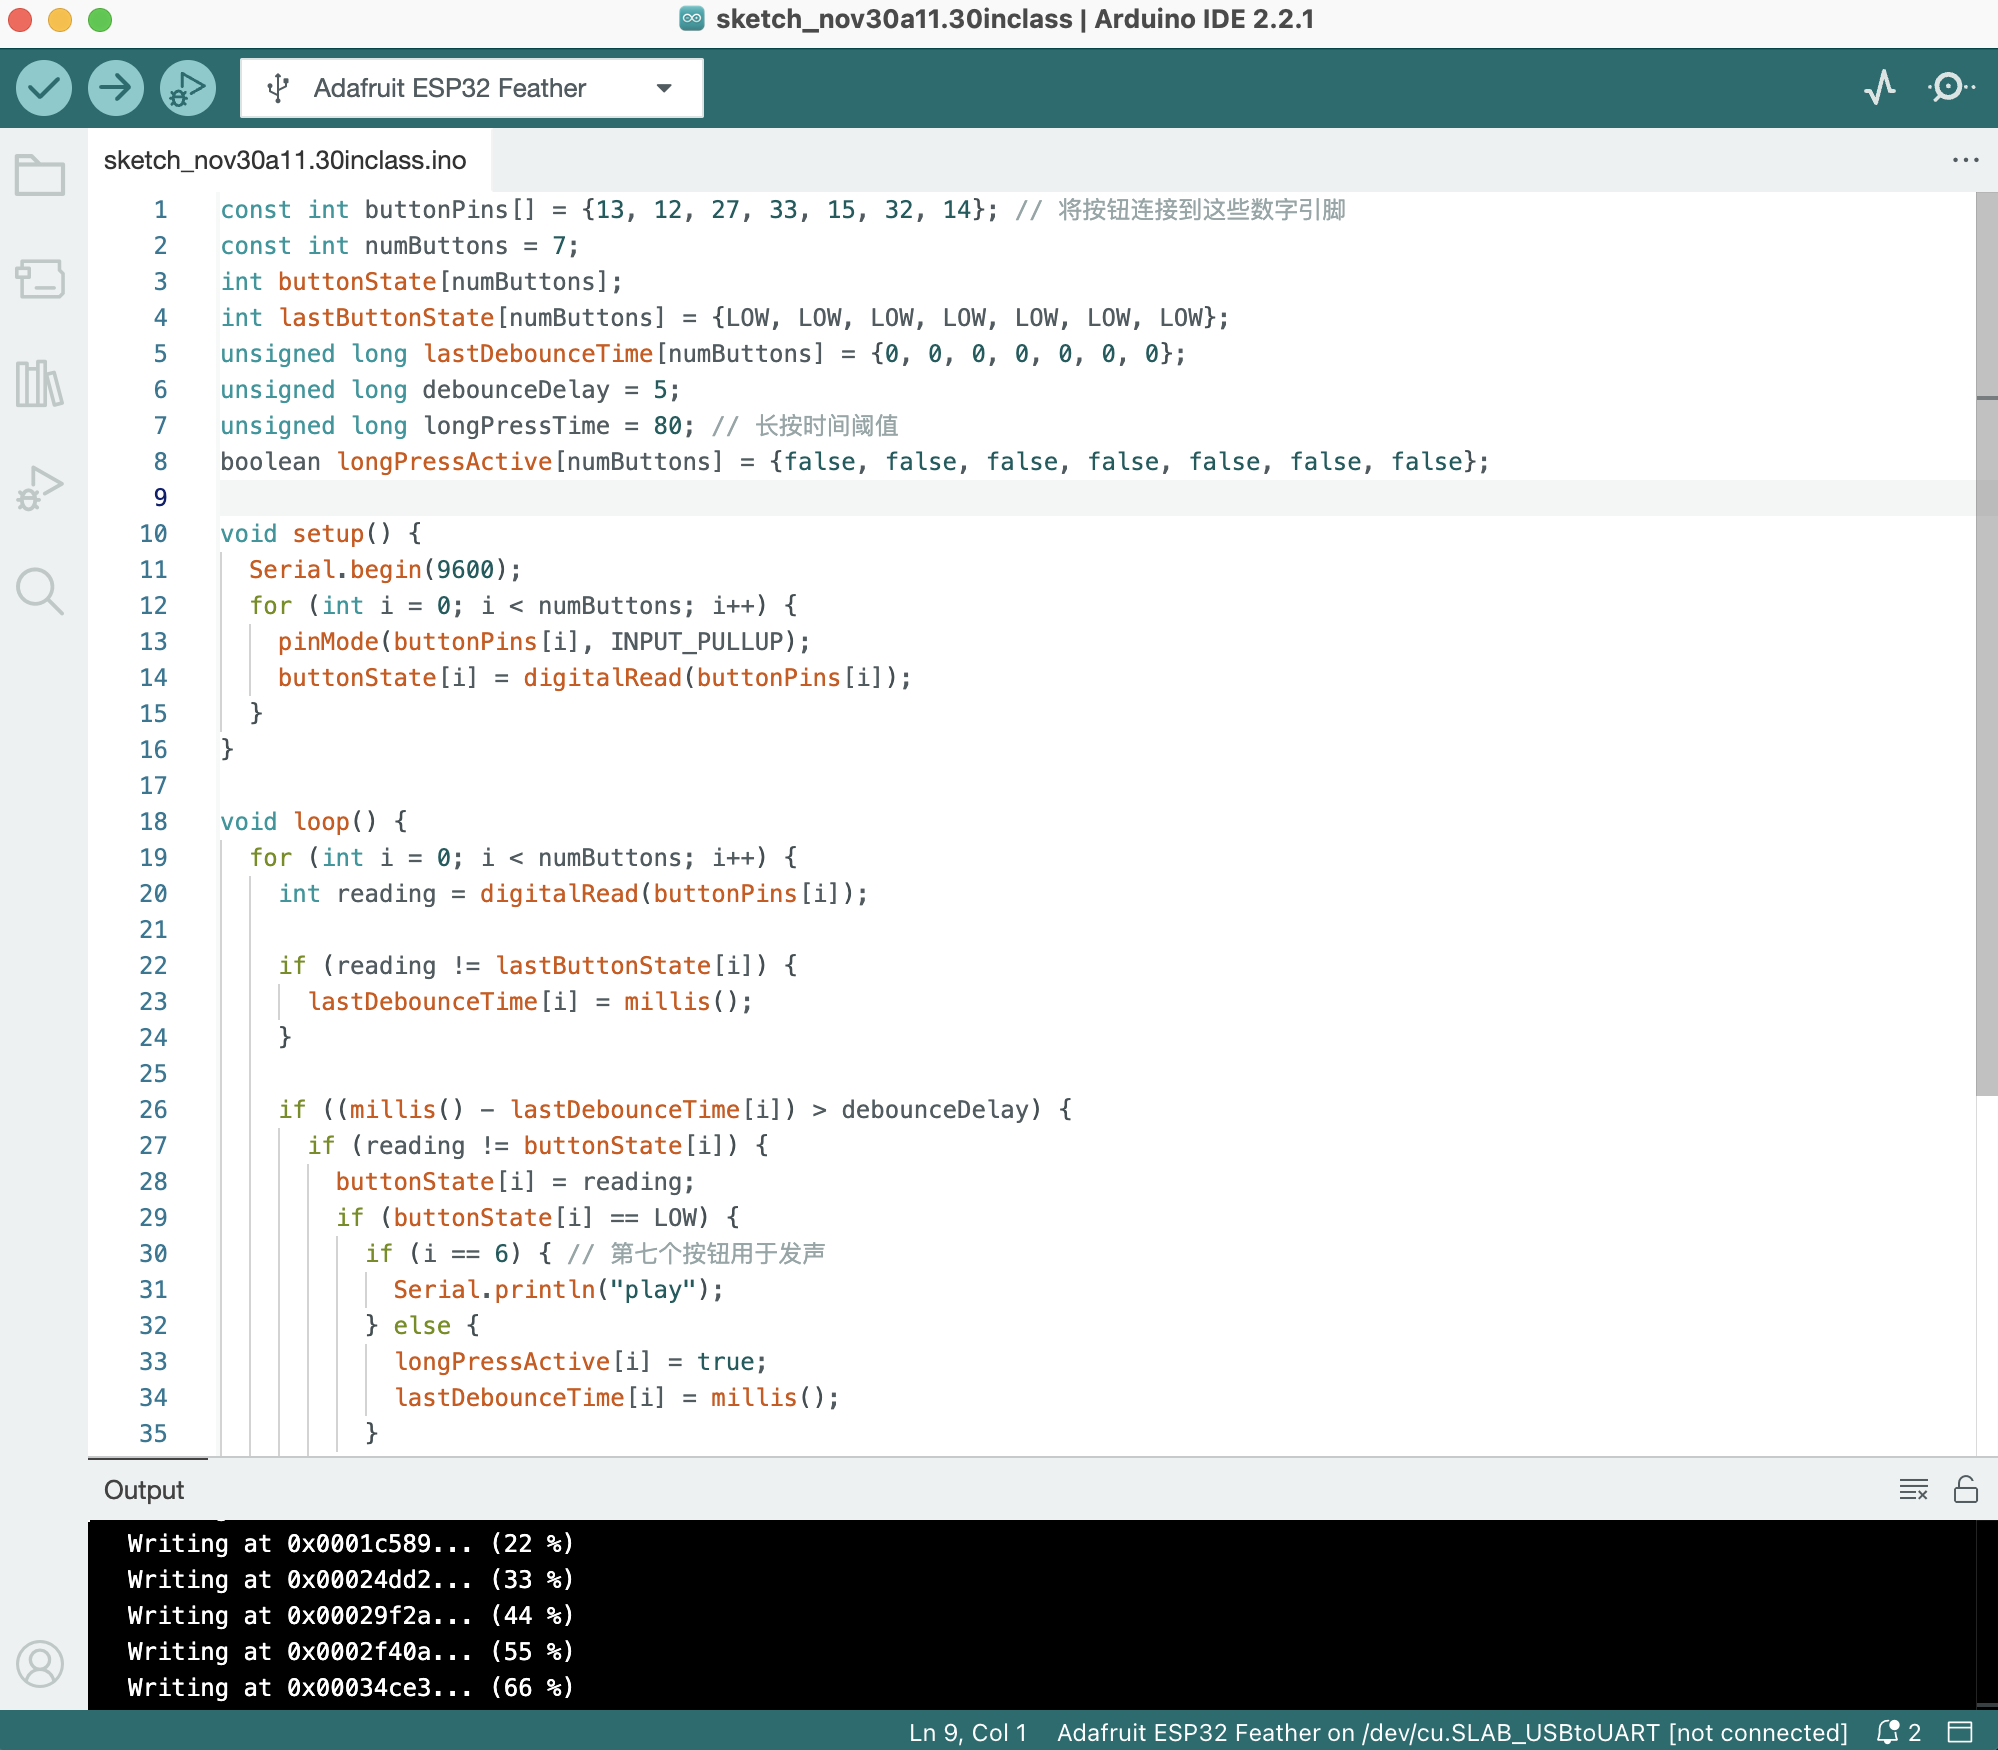 sketch_nov30a11.30inclass | Arduino IDE 2.2.1
Adafruit ESP32 Feather
sketch_nov30a11.30inclass.ino
1 const int buttonPins[] = {13, 12, 27, 33, 15, 32, 14}; // 将按钮连接到这些数字引脚
2 const int numButtons = 7;
3 int buttonState[numButtons];
4 int lastButtonState[numButtons] = {LOW, LOW, LOW, LOW, LOW, LOW, LOW};
5 unsigned long lastDebounceTime[numButtons] = {0, 0, 0, 0, 0, 0, 0};
6 unsigned long debounceDelay = 5;
7 unsigned long longPressTime = 80; // 长按时间阈值
8 boolean longPressActive[numButtons] = {false, false, false, false, false, false, false};
9
10 void setup() {
11 Serial.begin(9600);
12 for (int i = 0; i < numButtons; i++) {
13 pinMode(buttonPins[i], INPUT_PULLUP);
14 buttonState[i] = digitalRead(buttonPins[i]);
15 }
16 }
17
18 void loop() {
19 for (int i = 0; i < numButtons; i++) {
20 int reading = digitalRead(buttonPins[i]);
21
22 if (reading != lastButtonState[i]) {
23 lastDebounceTime[i] = millis();
24 }
25
26 if ((millis() - lastDebounceTime[i]) > debounceDelay) {
27 if (reading != buttonState[i]) {
28 buttonState[i] = reading;
29 if (buttonState[i] == LOW) {
30 if (i == 6) { // 第七个按钮用于发声
31 Serial.println("play");
32 } else {
33 longPressActive[i] = true;
34 lastDebounceTime[i] = millis();
35 }
Output
Writing at 0x0001c589... (22 %)
Writing at 0x00024dd2... (33 %)
Writing at 0x00029f2a... (44 %)
Writing at 0x0002f40a... (55 %)
Writing at 0x00034ce3... (66 %)
Ln 9, Col 1 Adafruit ESP32 Feather on /dev/cu.SLAB_USBtoUART [not connected] 2